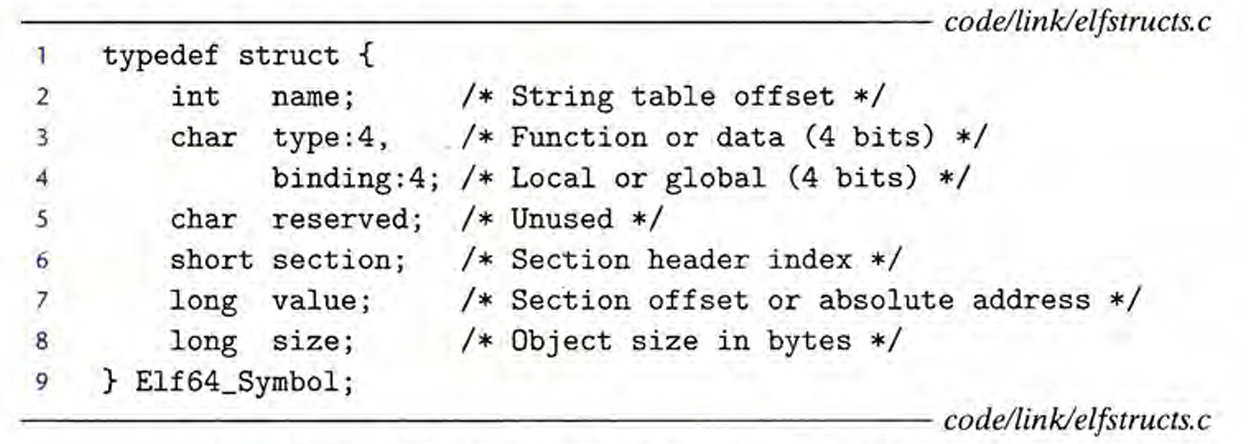 code/link/elfstructs.c
1 typedef struct {
2     int   name;      /* String table offset */
3     char  type:4,    /* Function or data (4 bits) */
4           binding:4; /* Local or global (4 bits) */
5     char  reserved;  /* Unused */
6     short section;   /* Section header index */
7     long  value;     /* Section offset or absolute address */
8     long  size;      /* Object size in bytes */
9 } Elf64_Symbol;
code/link/elfstructs.c